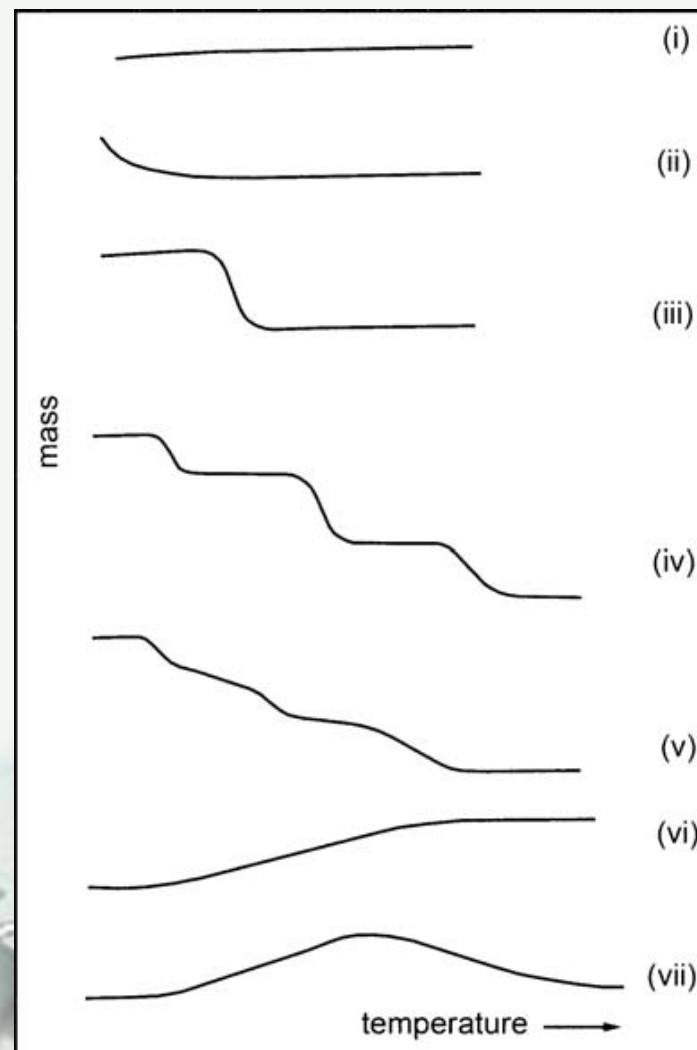 (i)
(ii)
(iii)
mass
(iv)
(v)
(vi)
(vii)
temperature